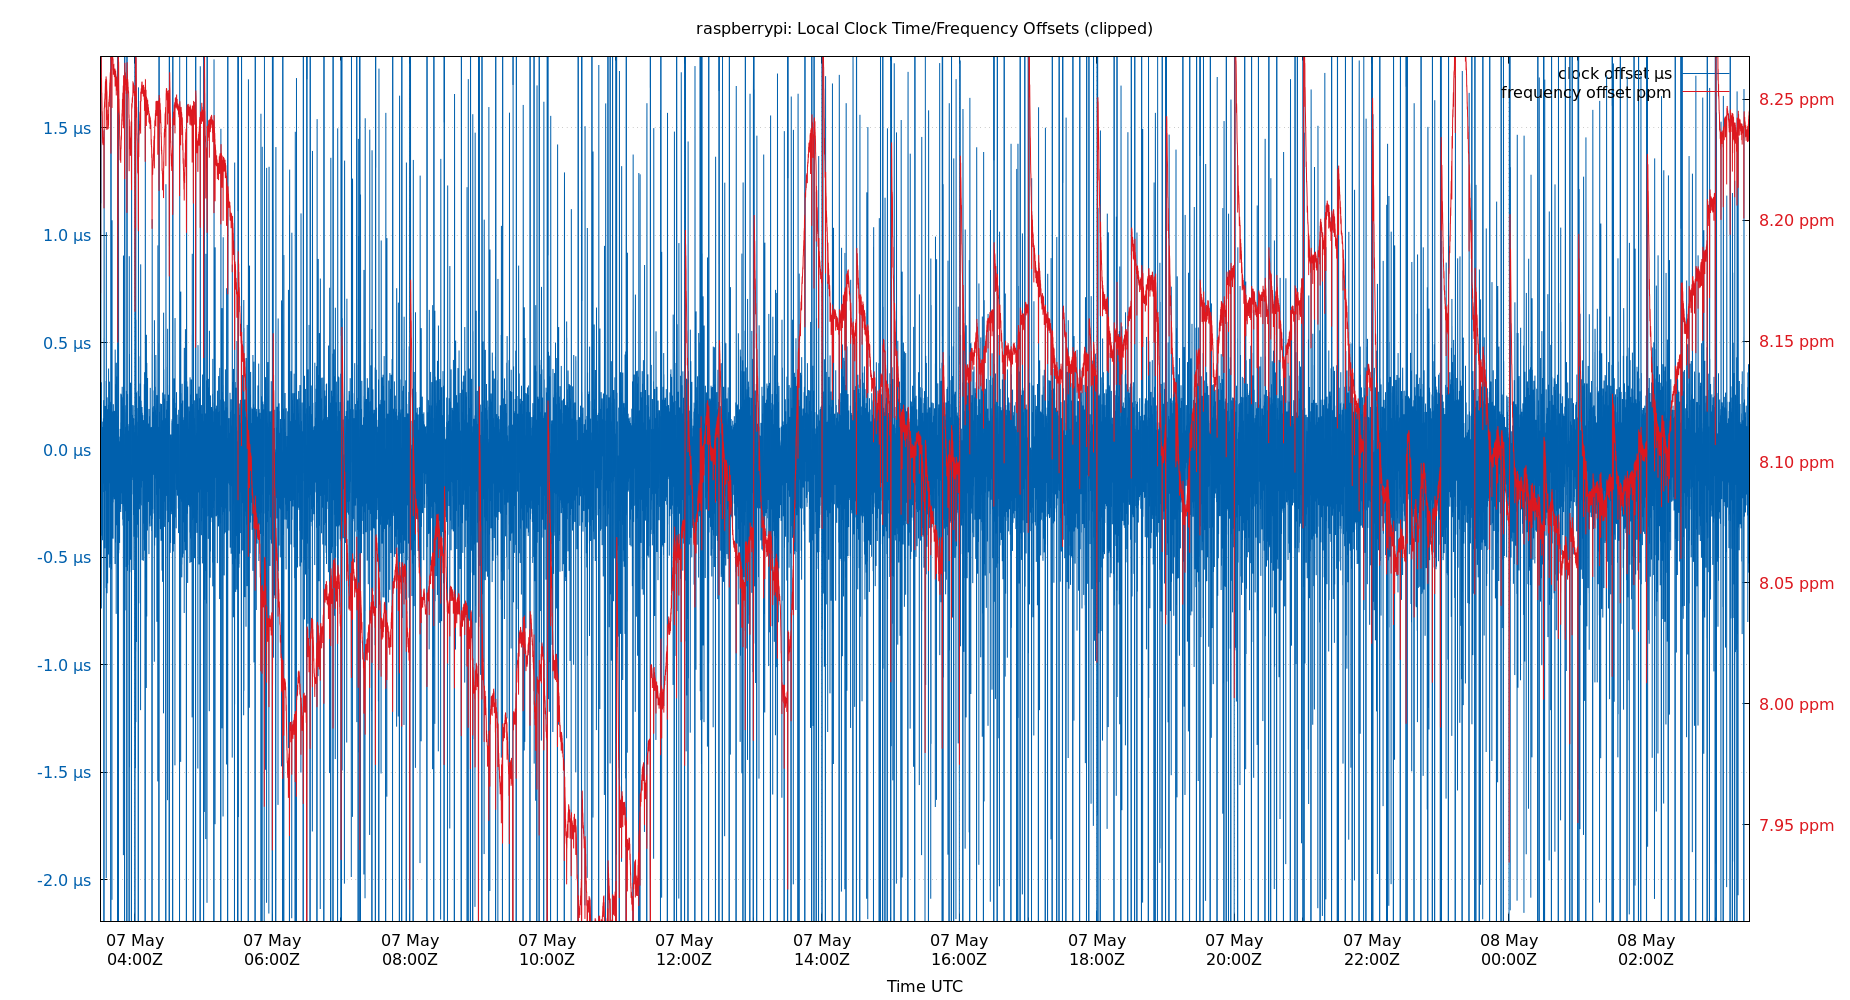 raspberrypi: Local Clock Time/Frequency Offsets (clipped)
clock offset µs
frequency offset ppm
1.5 µs
1.0 µs
0.5 µs
0.0 µs
-0.5 µs
-1.0 µs
-1.5 µs
-2.0 µs
8.25 ppm
8.20 ppm
8.15 ppm
8.10 ppm
8.05 ppm
8.00 ppm
7.95 ppm
07 May 07 May 07 May 07 May 07 May 07 May 07 May 07 May 07 May 07 May 08 May 08 May
04:00Z 06:00Z 08:00Z 10:00Z 12:00Z 14:00Z 16:00Z 18:00Z 20:00Z 22:00Z 00:00Z 02:00Z
Time UTC